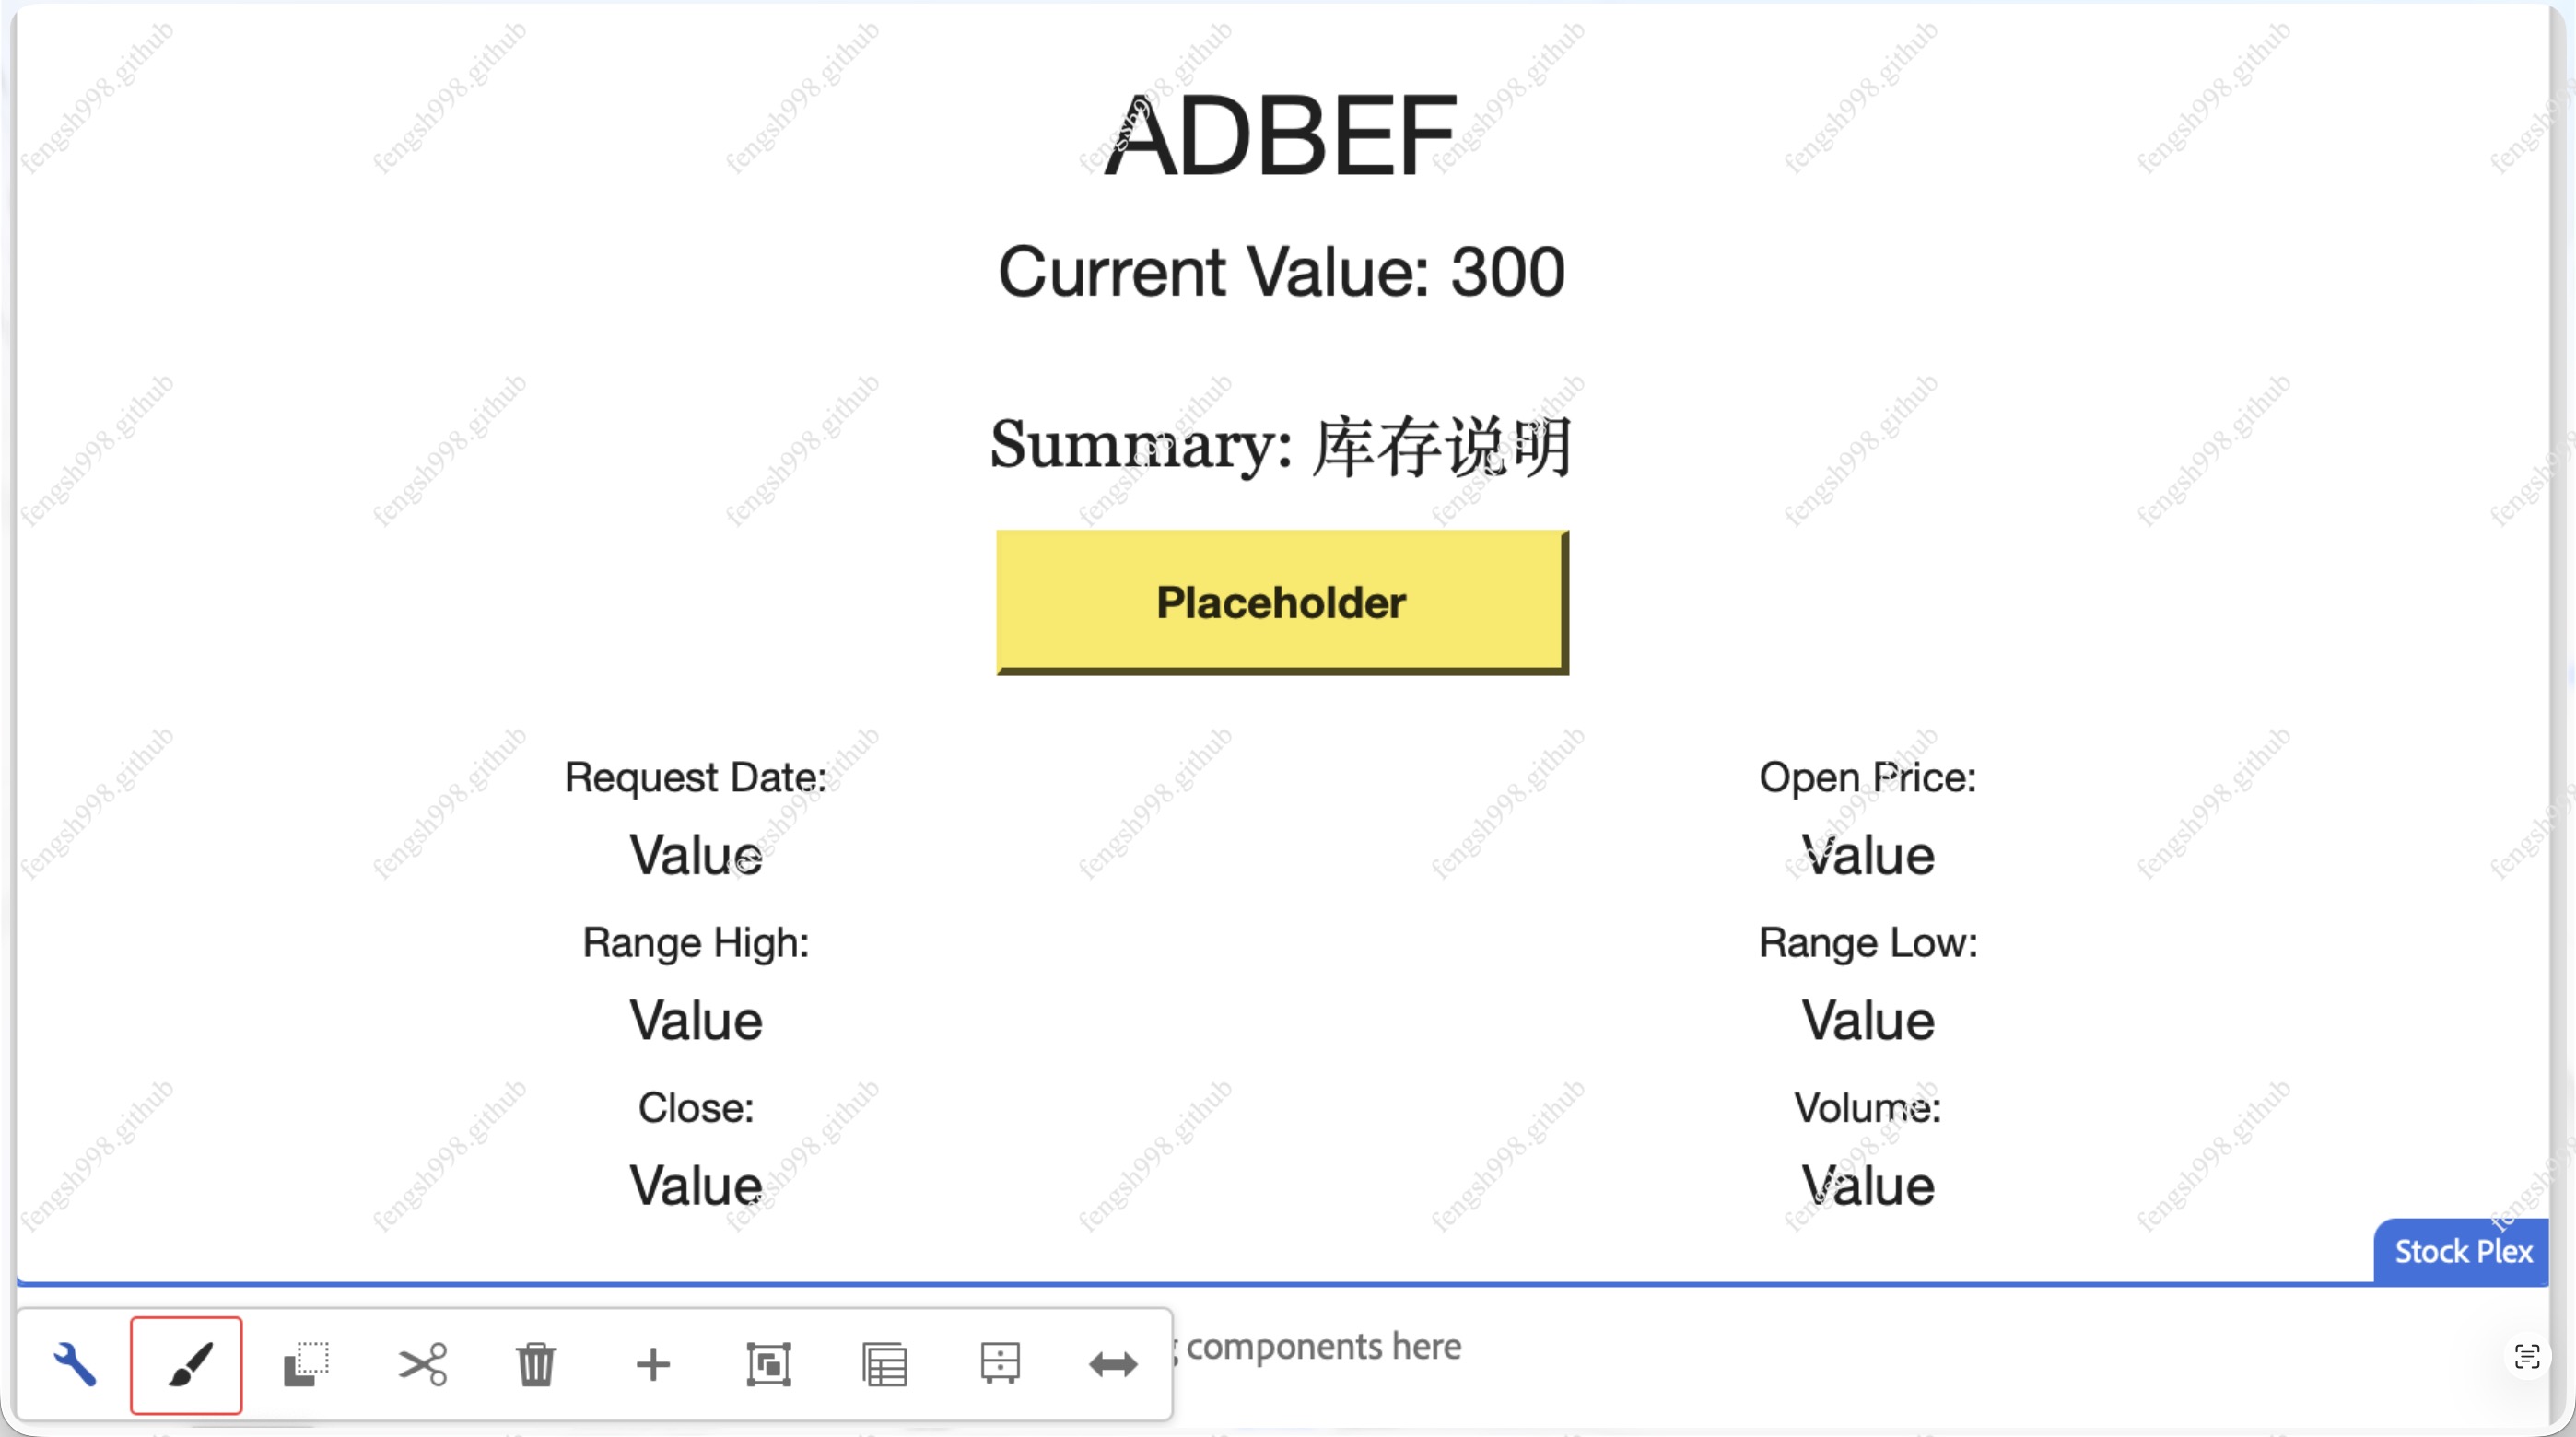 ADBEF
Current Value: 300
Summary: 库存说明
Placeholder
Request Date:
Value
Open Price:
Value
Range High:
Value
Range Low:
Value
Close:
Value
Volume:
Value
Stock Plex
components here
fengsh998.github